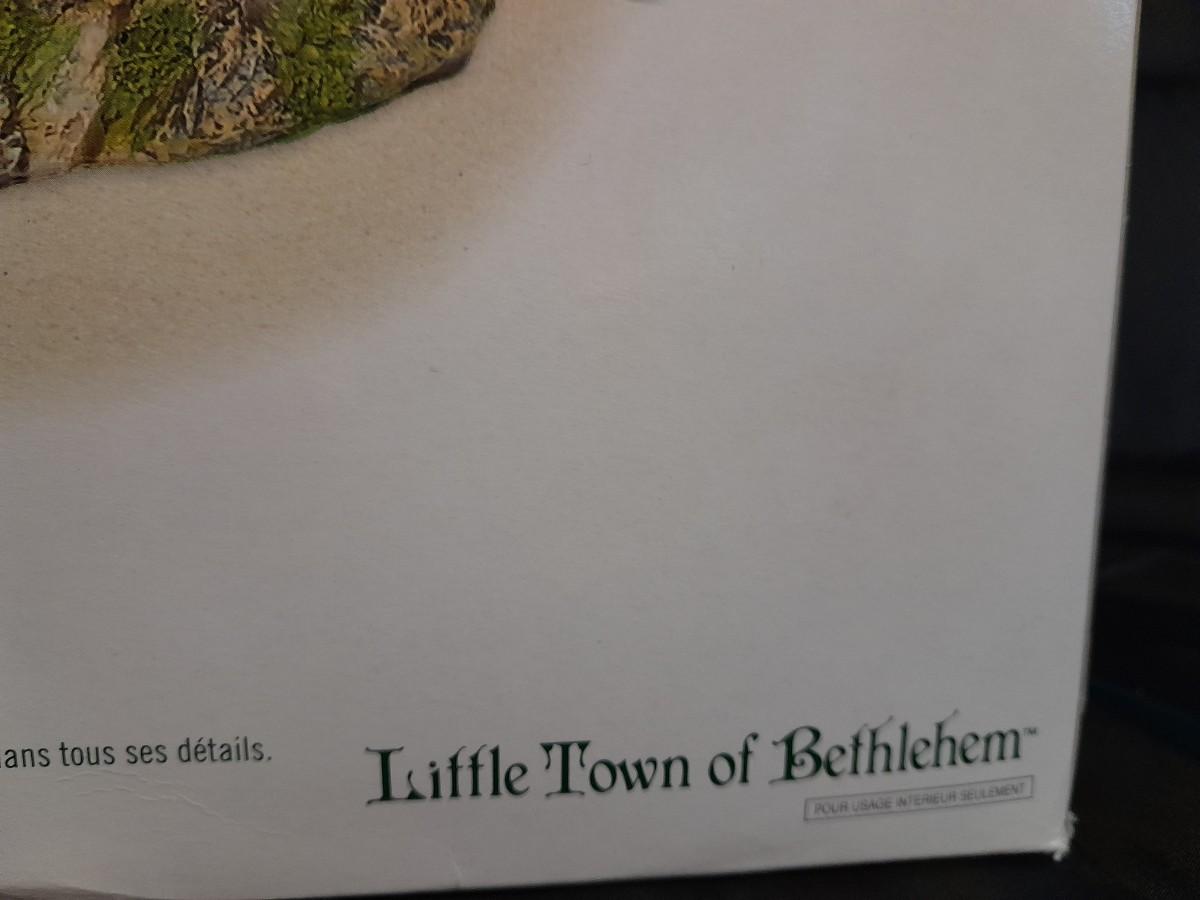 ans tous ses détails.
Little Town of Bethlehem™
POUR USAGE INTERIEUR SEULEMENT